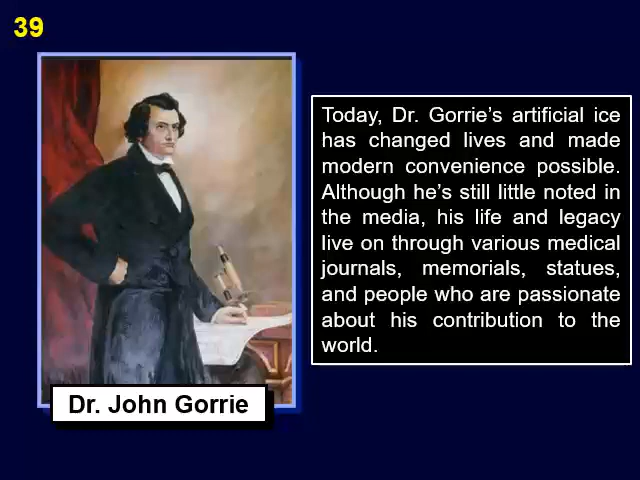 39
Today, Dr. Gorrie's artificial ice
has changed lives and made
modern convenience possible.
Although he's still little noted in
the media, his life and legacy
live on through various medical
journals, memorials, statues,
and people who are passionate
about his contribution to the
world.
Dr. John Gorrie